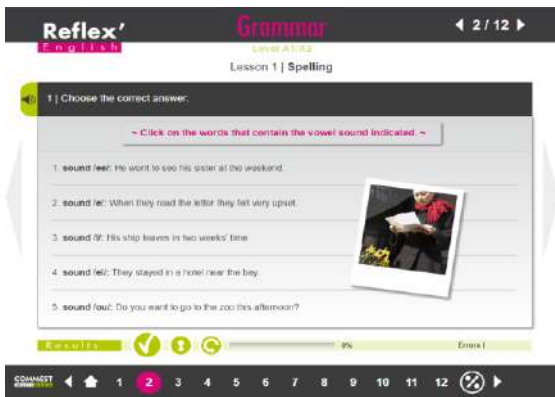 Reflex'
English
Grammar
Level A1/A2
2 / 12
Lesson 1 | Spelling
1 | Choose the correct answer.
~ Click on the words that contain the vowel sound indicated. ~
1. sound /ee/: He went to see his sister at the weekend.
2. sound /e/: When they read the letter they felt very upset.
3. sound /i/: His ship leaves in two weeks' time.
4. sound /ei/: They stayed in a hotel near the bay.
5. sound /ou/: Do you want to go to the zoo this afternoon?
Results
0%
Errors
COMMEST
1 2 3 4 5 6 7 8 9 10 11 12